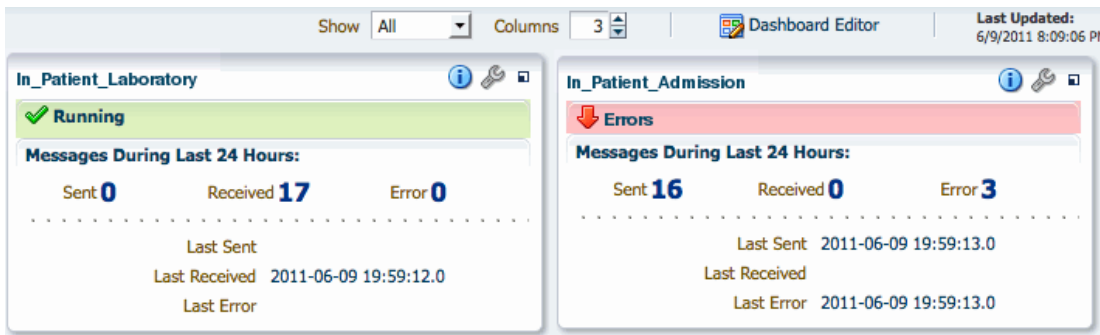 Show All Columns 3 Dashboard Editor Last Updated:
6/9/2011 8:09:06 PM
In_Patient_Laboratory
Running
Messages During Last 24 Hours:
Sent 0 Received 17 Error 0
Last Sent
Last Received 2011-06-09 19:59:12.0
Last Error
In_Patient_Admission
Errors
Messages During Last 24 Hours:
Sent 16 Received 0 Error 3
Last Sent 2011-06-09 19:59:13.0
Last Received
Last Error 2011-06-09 19:59:13.0